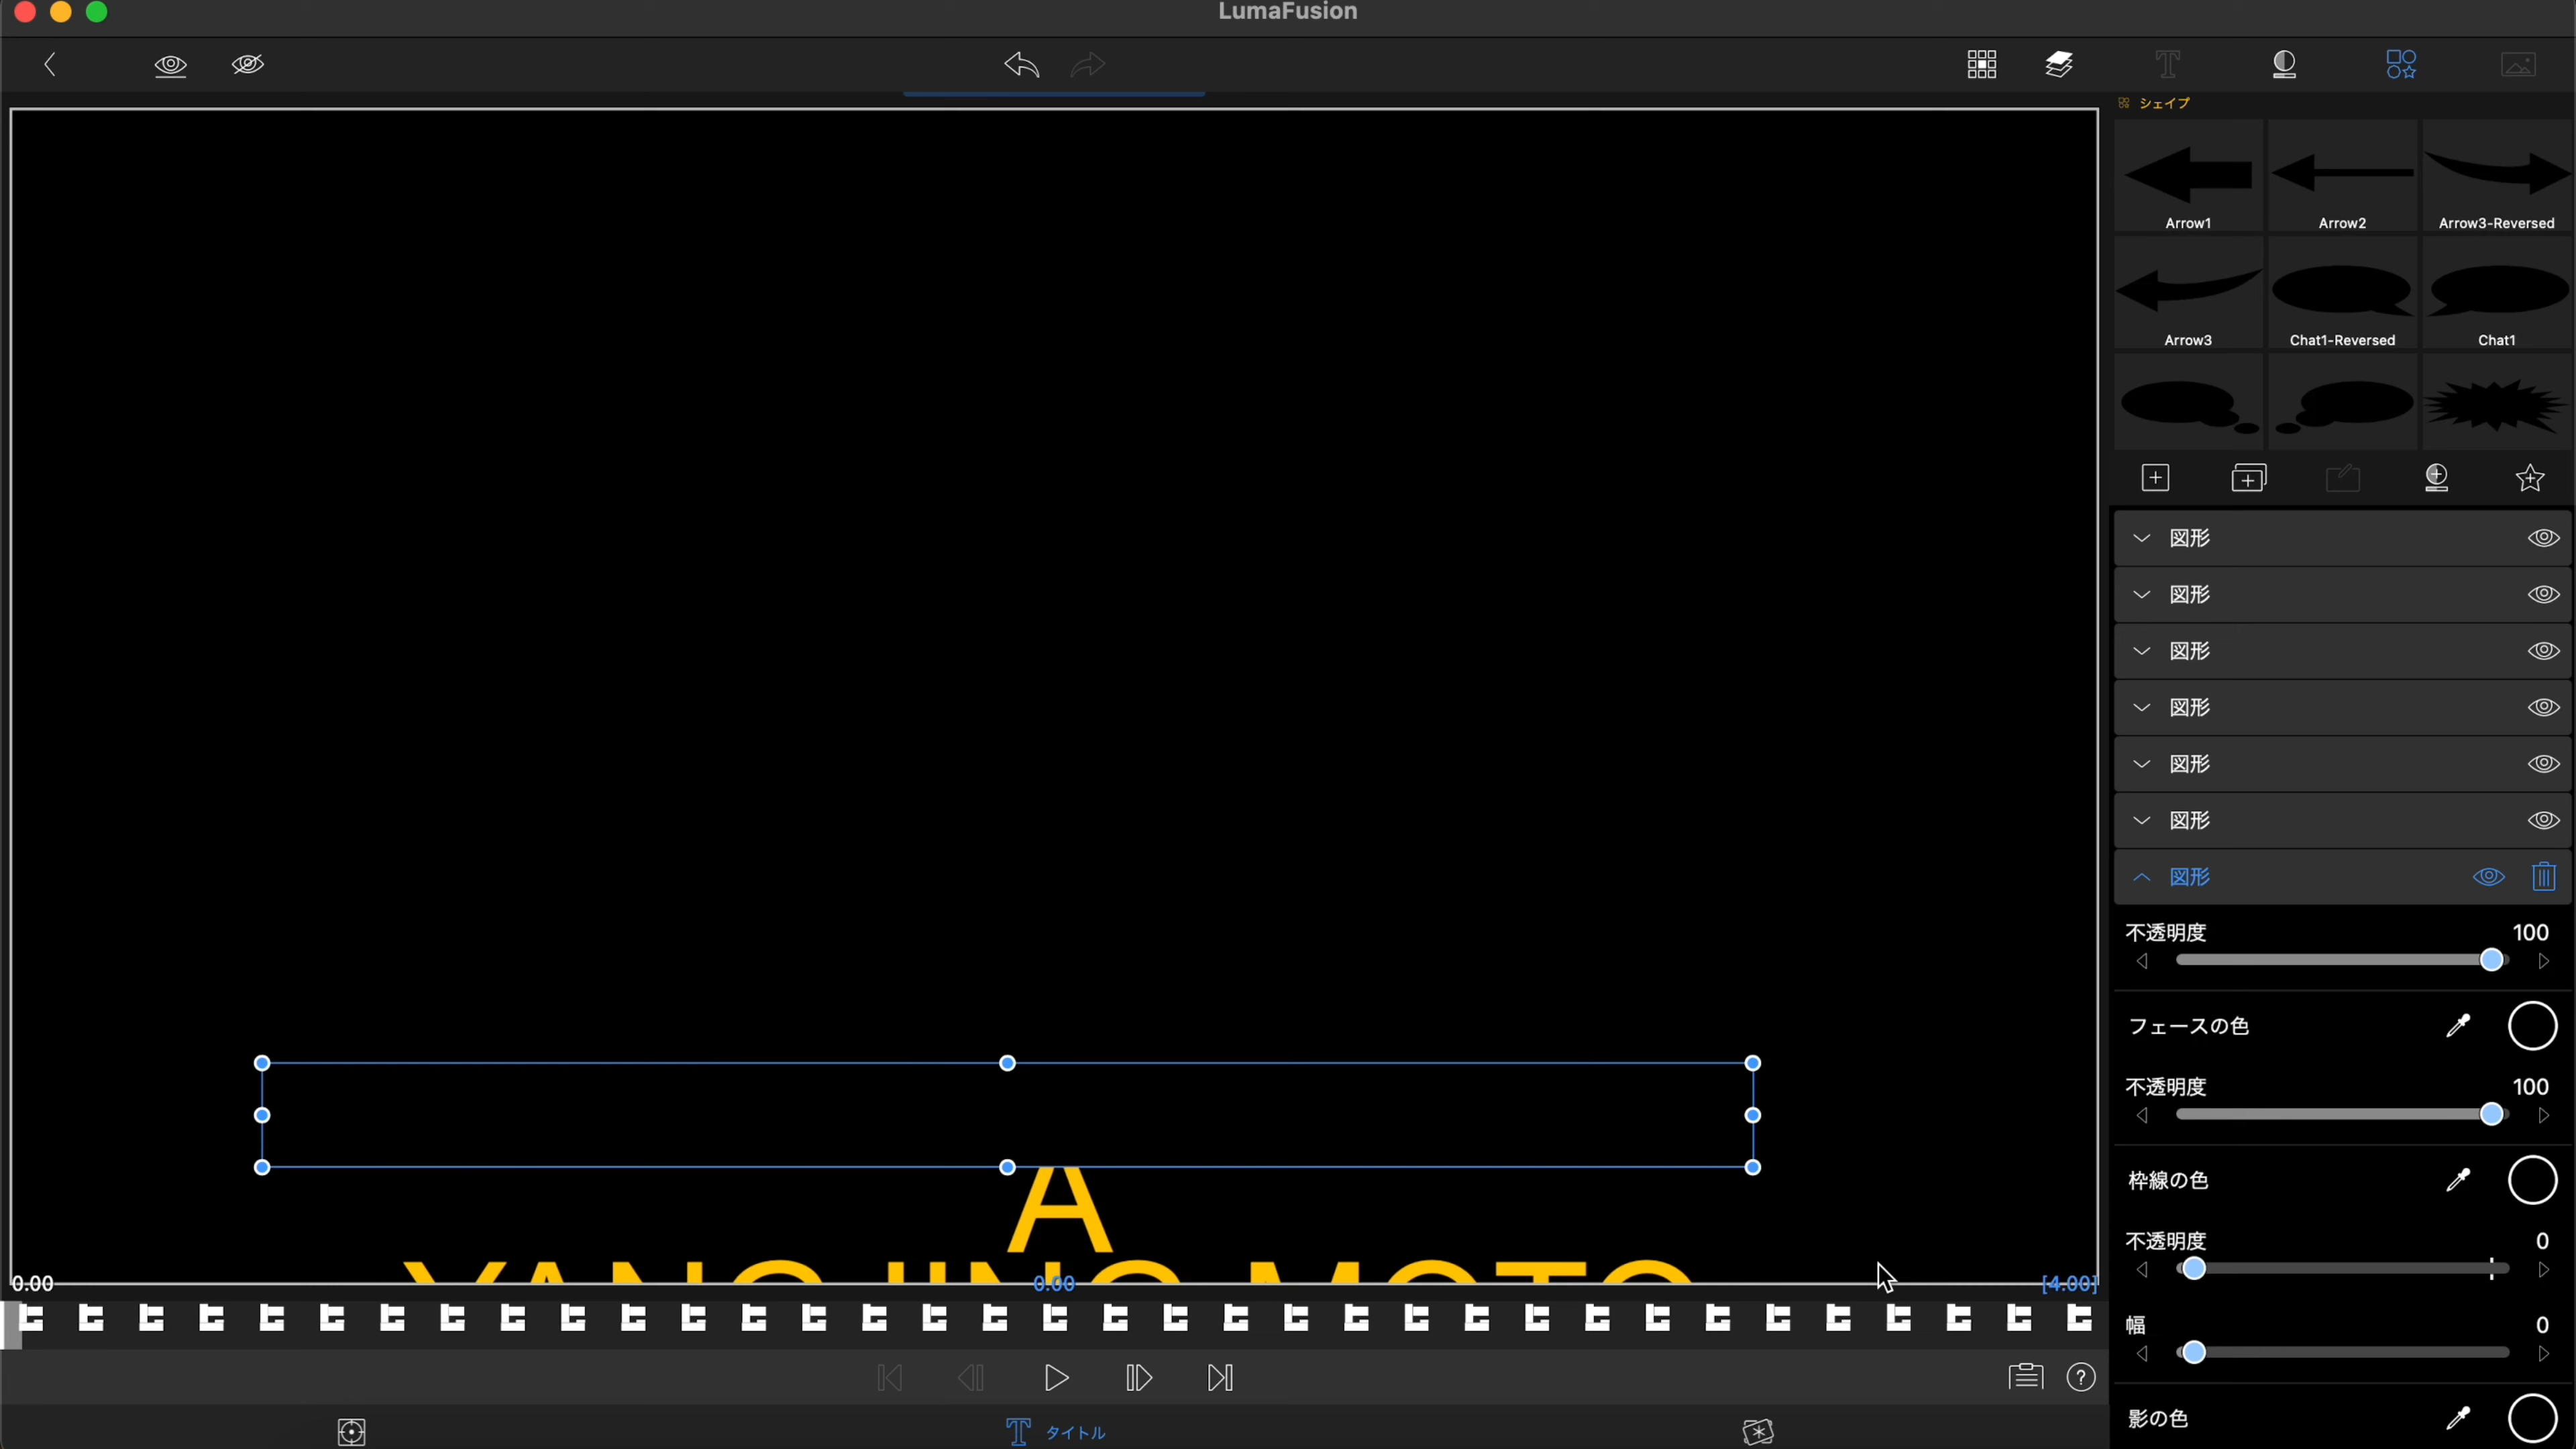 LumaFusion
シェイプ
Arrow1
Arrow2
Arrow3-Reversed
Arrow3
Chat1-Reversed
Chat1
図形
図形
図形
図形
図形
図形
図形
不透明度 100
フェースの色
不透明度 100
枠線の色
不透明度 0
幅 0
影の色
A
YANGJING MOTO
0.00
0.00
[4.00]
タイトル